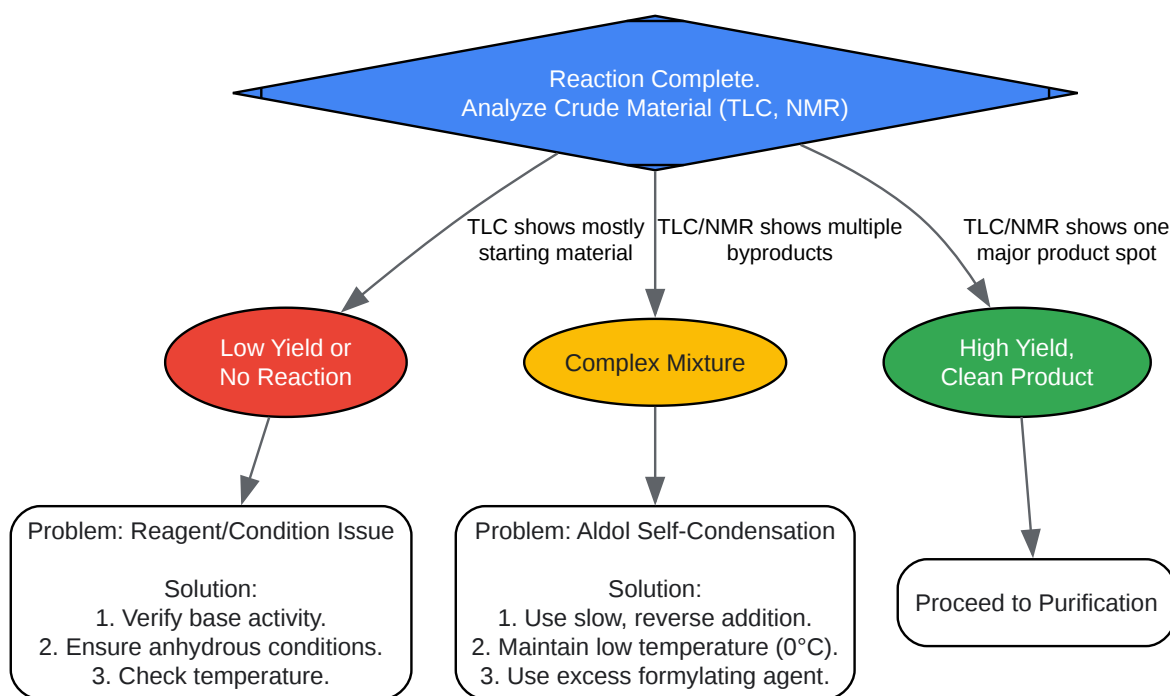 Reaction Complete.
Analyze Crude Material (TLC, NMR)
TLC shows mostly
starting material
TLC/NMR shows multiple
byproducts
TLC/NMR shows one
major product spot
Low Yield or
No Reaction
Complex Mixture
High Yield,
Clean Product
Problem: Reagent/Condition Issue
Solution:
1. Verify base activity.
2. Ensure anhydrous conditions.
3. Check temperature.
Problem: Aldol Self-Condensation
Solution:
1. Use slow, reverse addition.
2. Maintain low temperature (0°C).
3. Use excess formylating agent.
Proceed to Purification